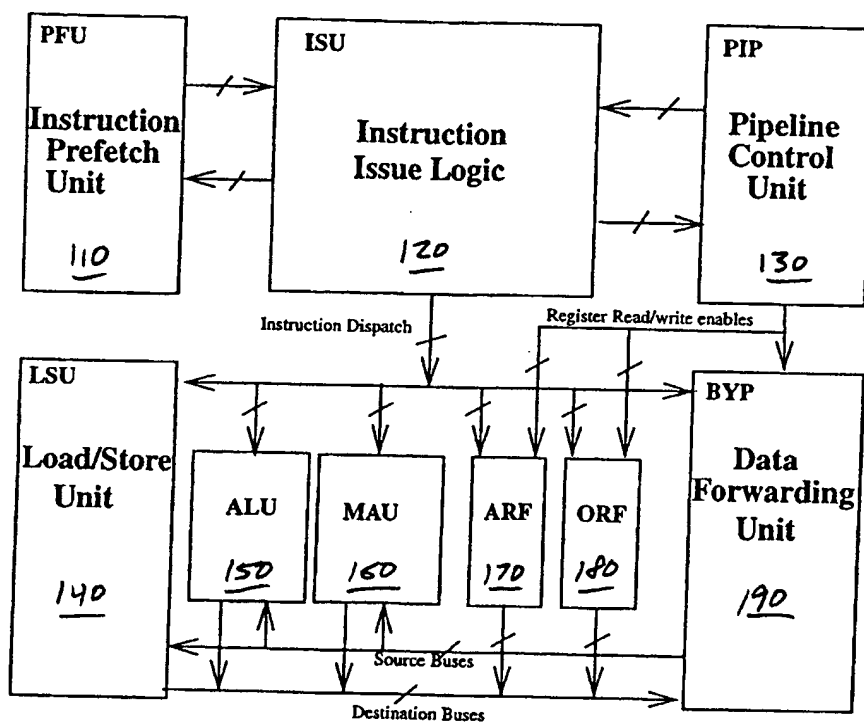 PFU
Instruction
Prefetch
Unit
110
ISU
Instruction
Issue Logic
120
PIP
Pipeline
Control
Unit
130
Instruction Dispatch
Register Read/write enables
LSU
Load/Store
Unit
140
ALU
150
MAU
160
ARF
170
ORF
180
BYP
Data
Forwarding
Unit
190
Source Buses
Destination Buses